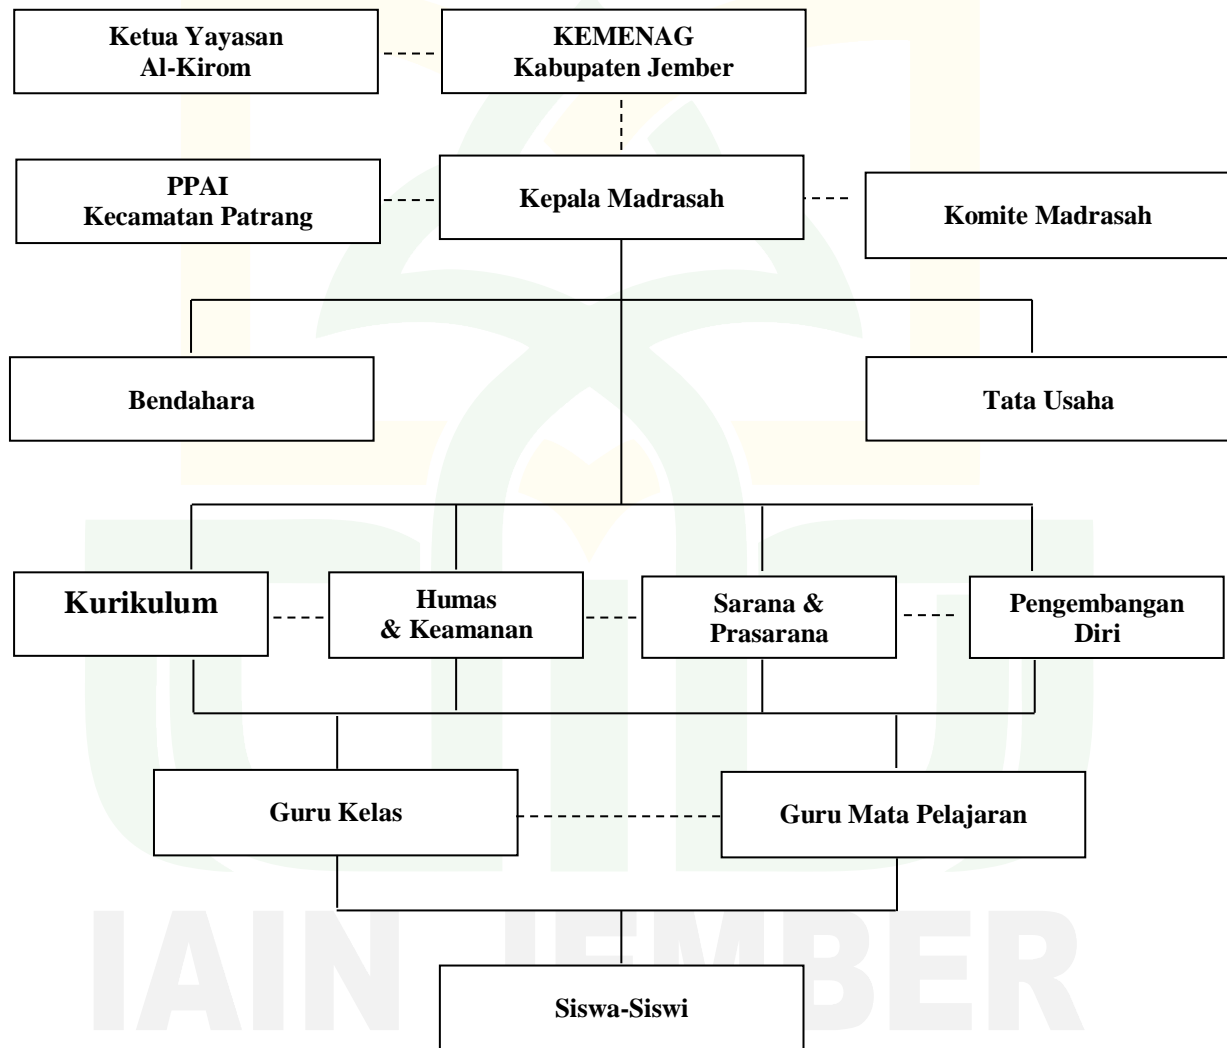 Ketua Yayasan
Al-Kirom
KEMENAG
Kabupaten Jember
PPAI
Kecamatan Patrang
Kepala Madrasah
Komite Madrasah
Bendahara
Tata Usaha
Kurikulum
Humas
& Keamanan
Sarana &
Prasarana
Pengembangan
Diri
Guru Kelas
Guru Mata Pelajaran
Siswa-Siswi
IAIN JEMBER